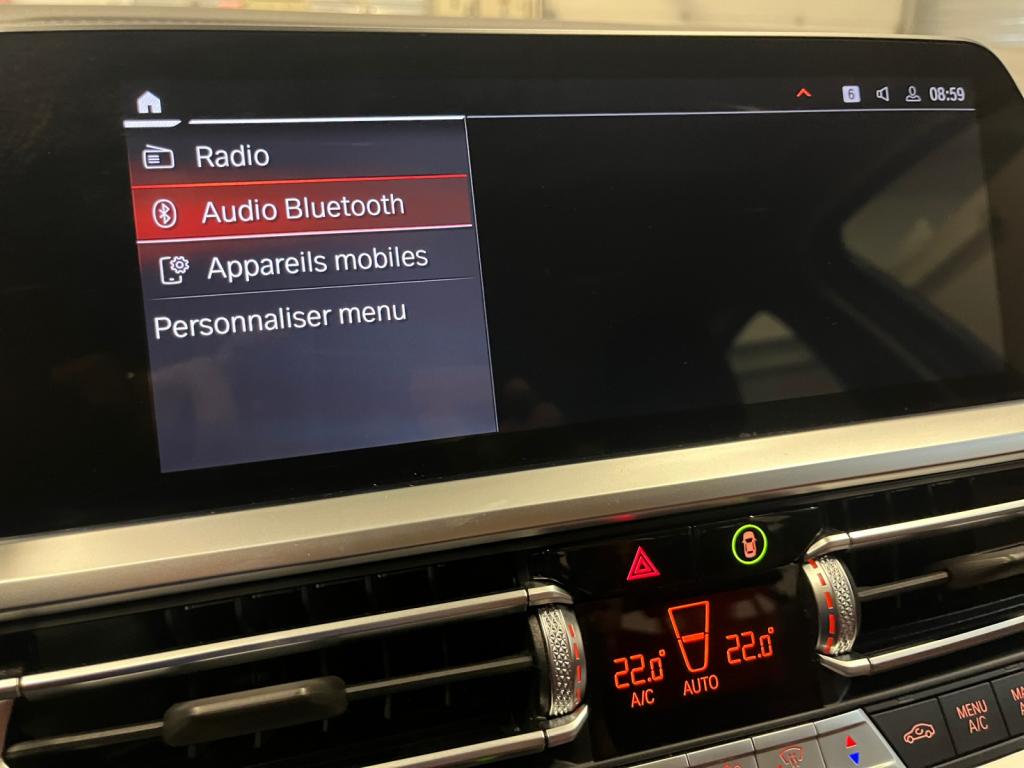 6
08:59
Radio
Audio Bluetooth
Appareils mobiles
Personnaliser menu
22.0° 22.0°
A/C AUTO
MENU
A/C